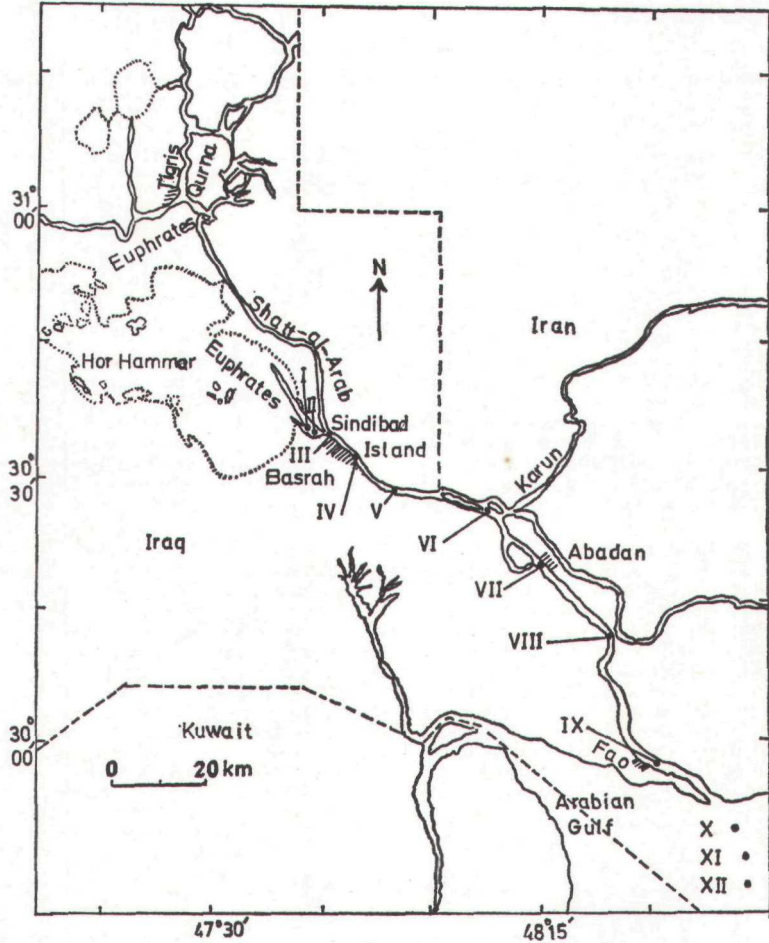 Tigris
Qurna
31°
00'
Euphrates
Shatt-al-Arab
N
Iran
Hor Hammar
Euphrates
I
II
Sindibad
Island
III
Basrah
30°
30'
Karun
IV
V
VI
Iraq
Abadan
VII
VIII
30°
00'
Kuwait
0 20 km
IX
Fao
Arabian
Gulf
X
XI
XII
47°30'
48°15'